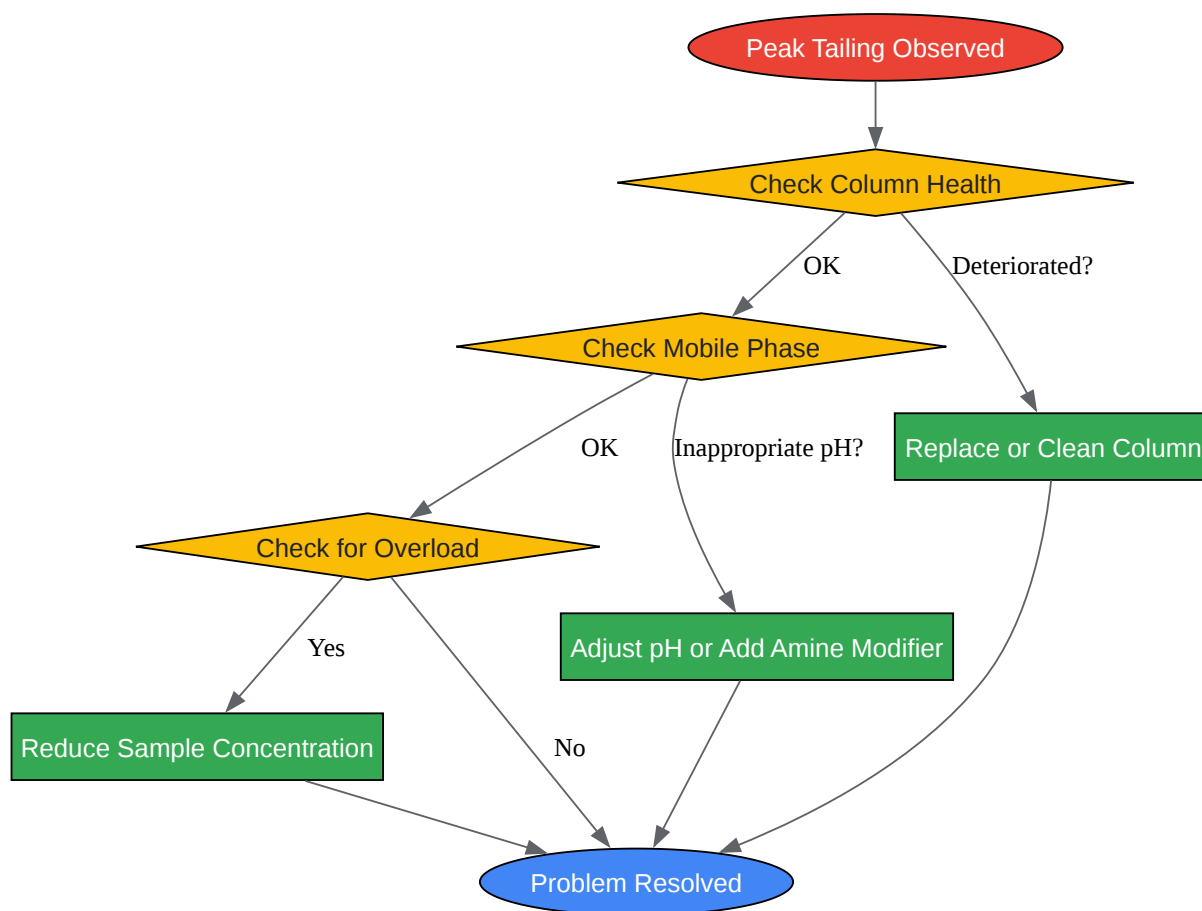 Peak Tailing Observed
Check Column Health
OK
Deteriorated?
Check Mobile Phase
OK
Inappropriate pH?
Replace or Clean Column
Check for Overload
Yes
Adjust pH or Add Amine Modifier
Reduce Sample Concentration
No
Problem Resolved